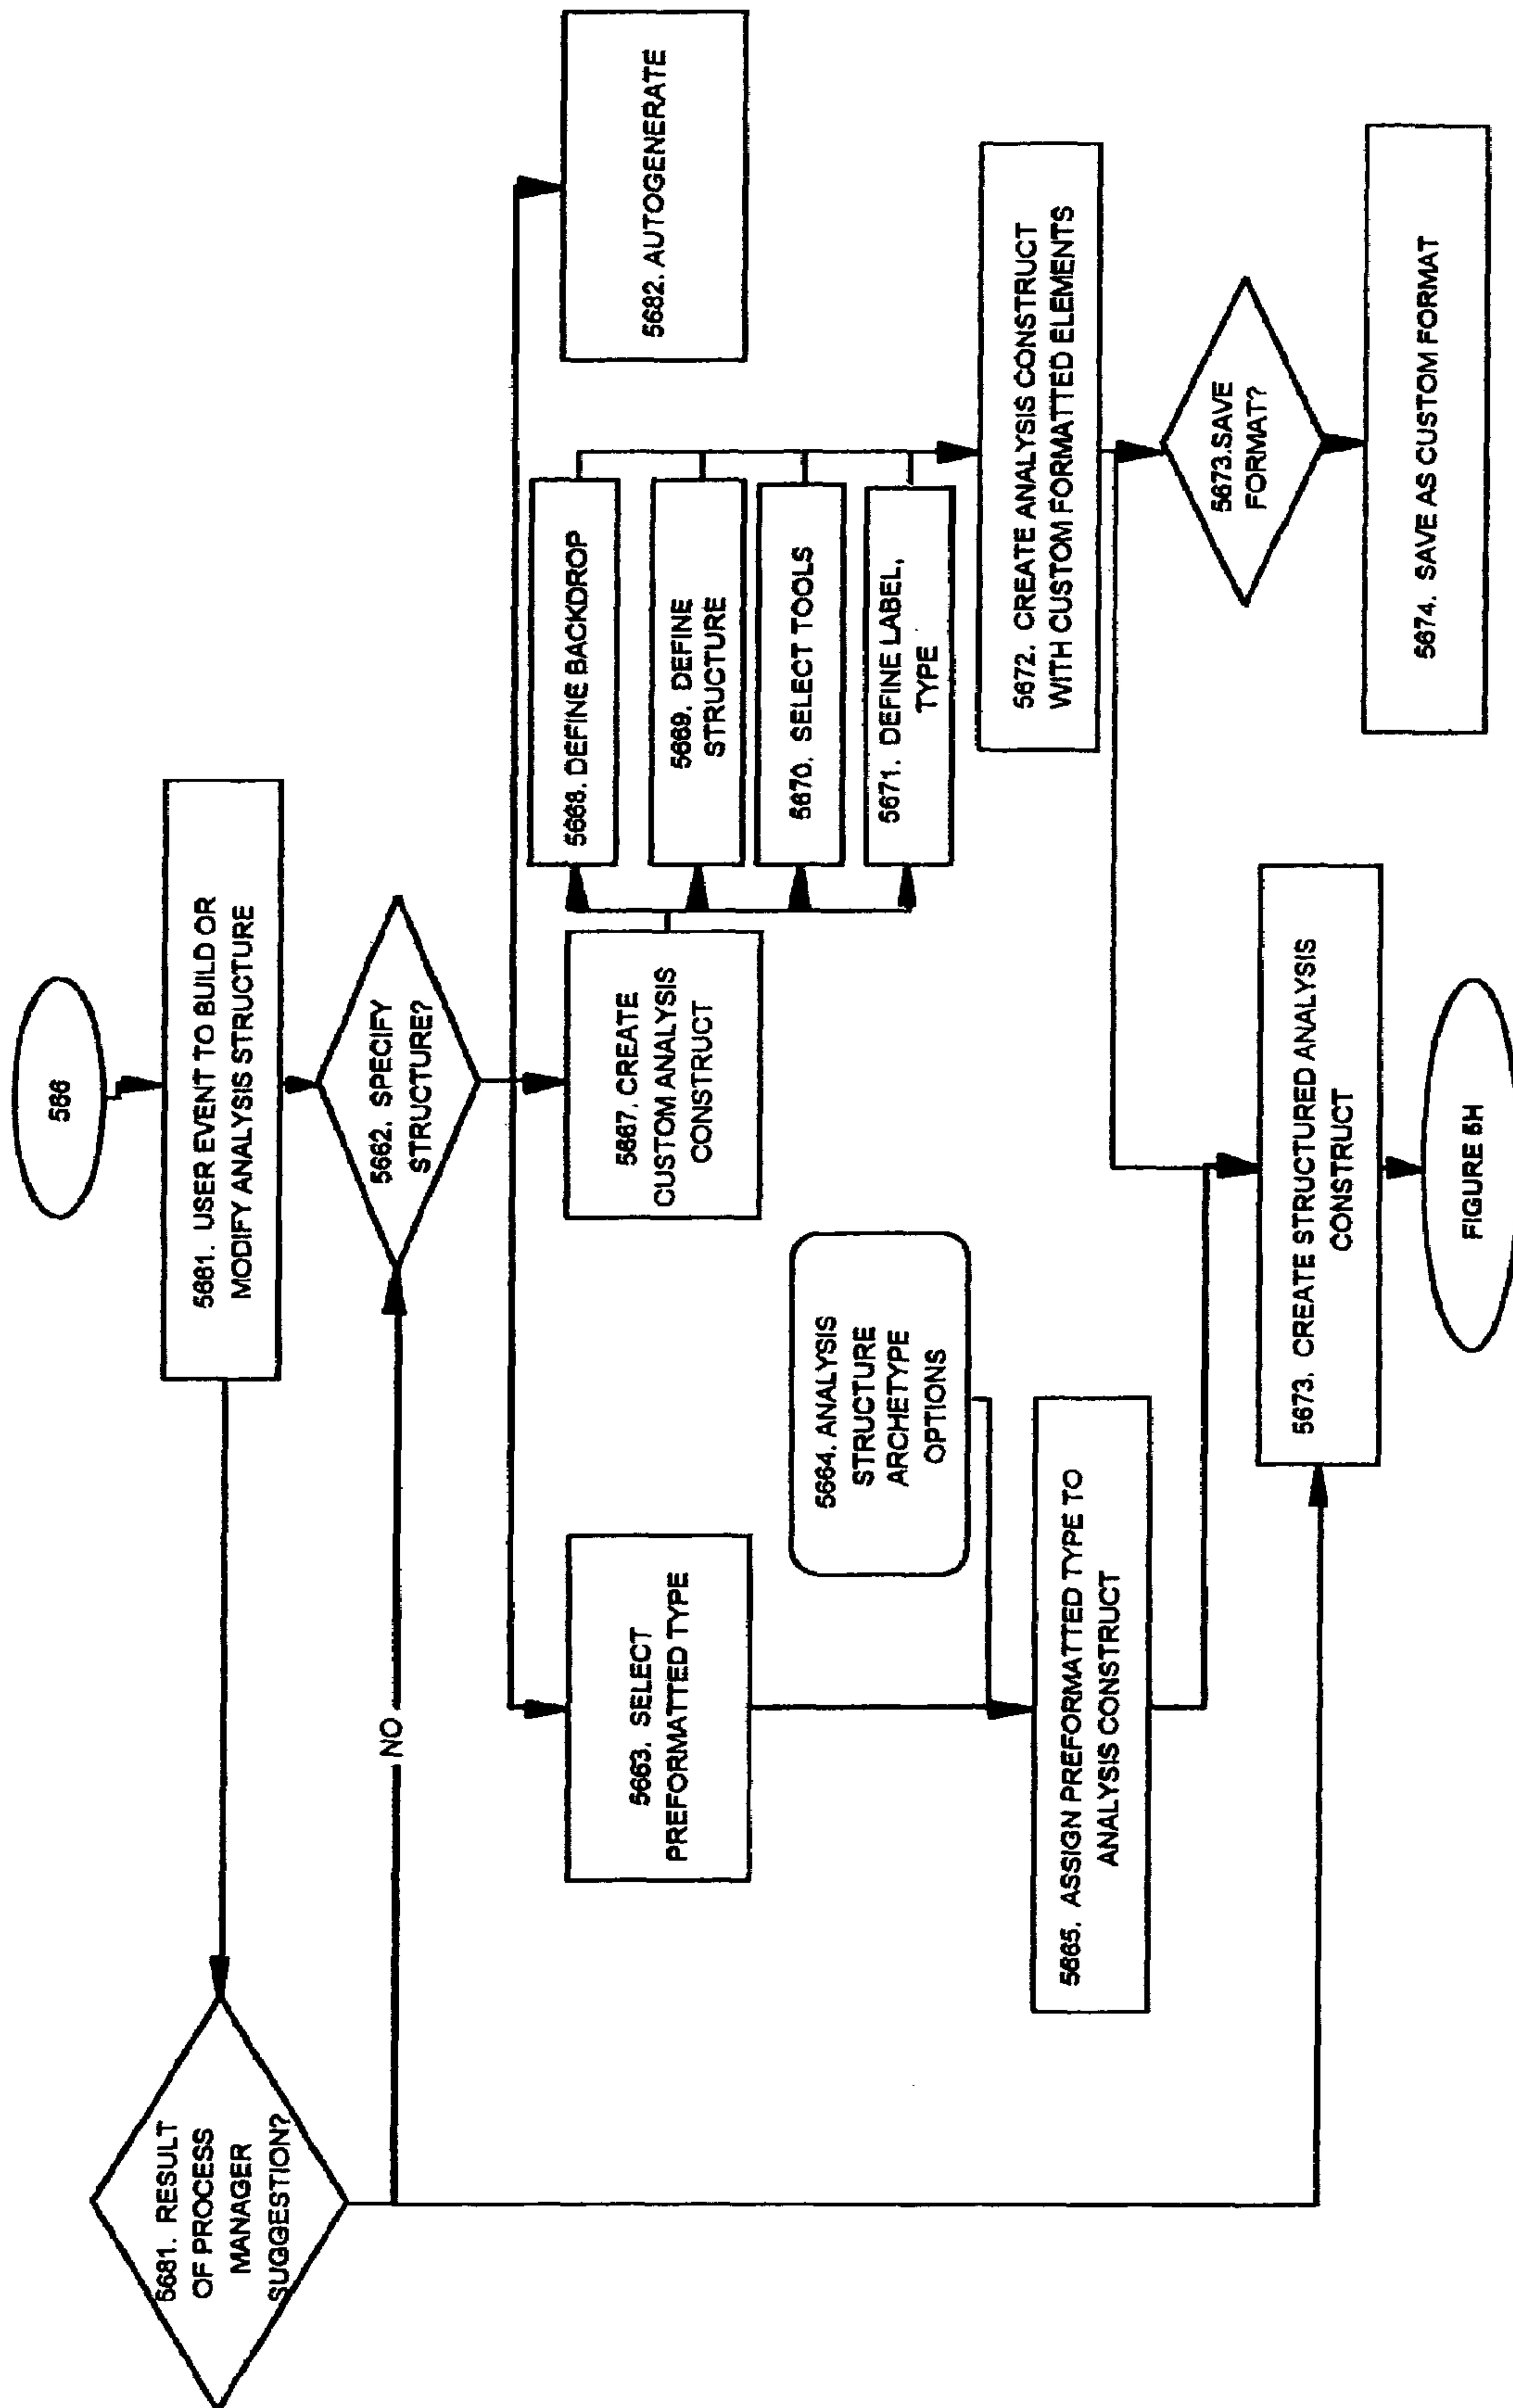 566
5661. USER EVENT TO BUILD OR
MODIFY ANALYSIS STRUCTURE
5681. RESULT
OF PROCESS
MANAGER
SUGGESTION?
5662. SPECIFY
STRUCTURE?
NO
5663. SELECT
PREFORMATTED TYPE
5667. CREATE
CUSTOM ANALYSIS
CONSTRUCT
5682. AUTOGENERATE
5668. DEFINE BACKDROP
5669. DEFINE
STRUCTURE
5670. SELECT TOOLS
5671. DEFINE LABEL,
TYPE
5664. ANALYSIS
STRUCTURE
ARCHETYPE
OPTIONS
5665. ASSIGN PREFORMATTED TYPE TO
ANALYSIS CONSTRUCT
5672. CREATE ANALYSIS CONSTRUCT
WITH CUSTOM FORMATTED ELEMENTS
5673.SAVE
FORMAT?
5673. CREATE STRUCTURED ANALYSIS
CONSTRUCT
5674. SAVE AS CUSTOM FORMAT
FIGURE 5H